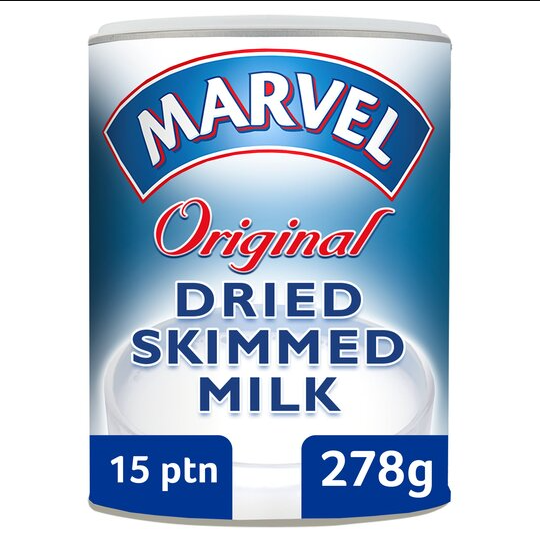 MARVEL
Original
DRIED
SKIMMED
MILK
15 ptn
278g